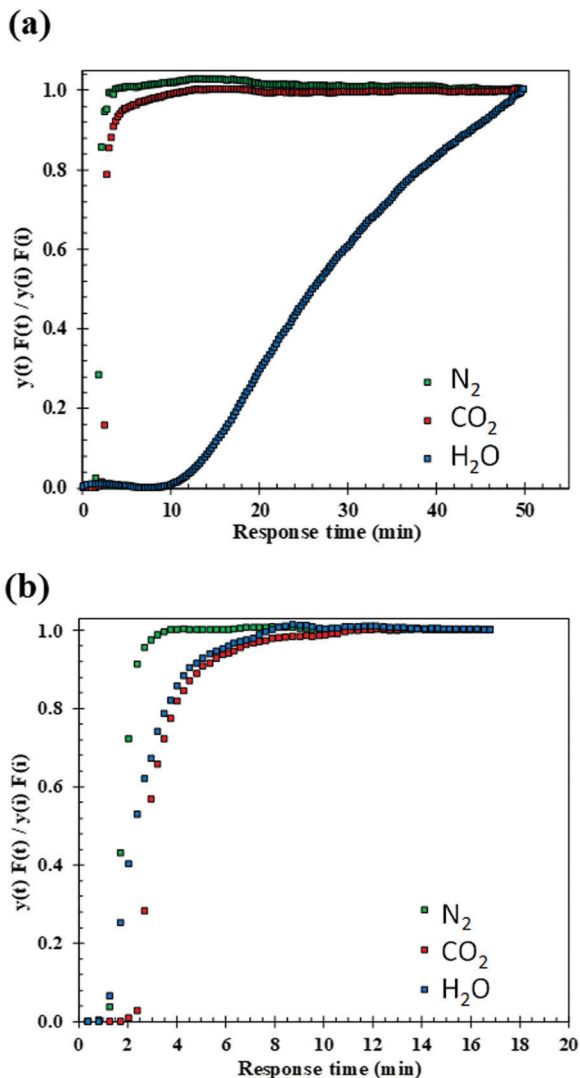 (a)
1.0
0.8
0.6
0.4
0.2
0.0
y(t) F(t) / y(i) F(i)
N₂
CO₂
H₂O
0 10 20 30 40 50
Response time (min)
(b)
1.0
0.8
0.6
0.4
0.2
0.0
y(t) F(t) / y(i) F(i)
N₂
CO₂
H₂O
0 2 4 6 8 10 12 14 16 18 20
Response time (min)